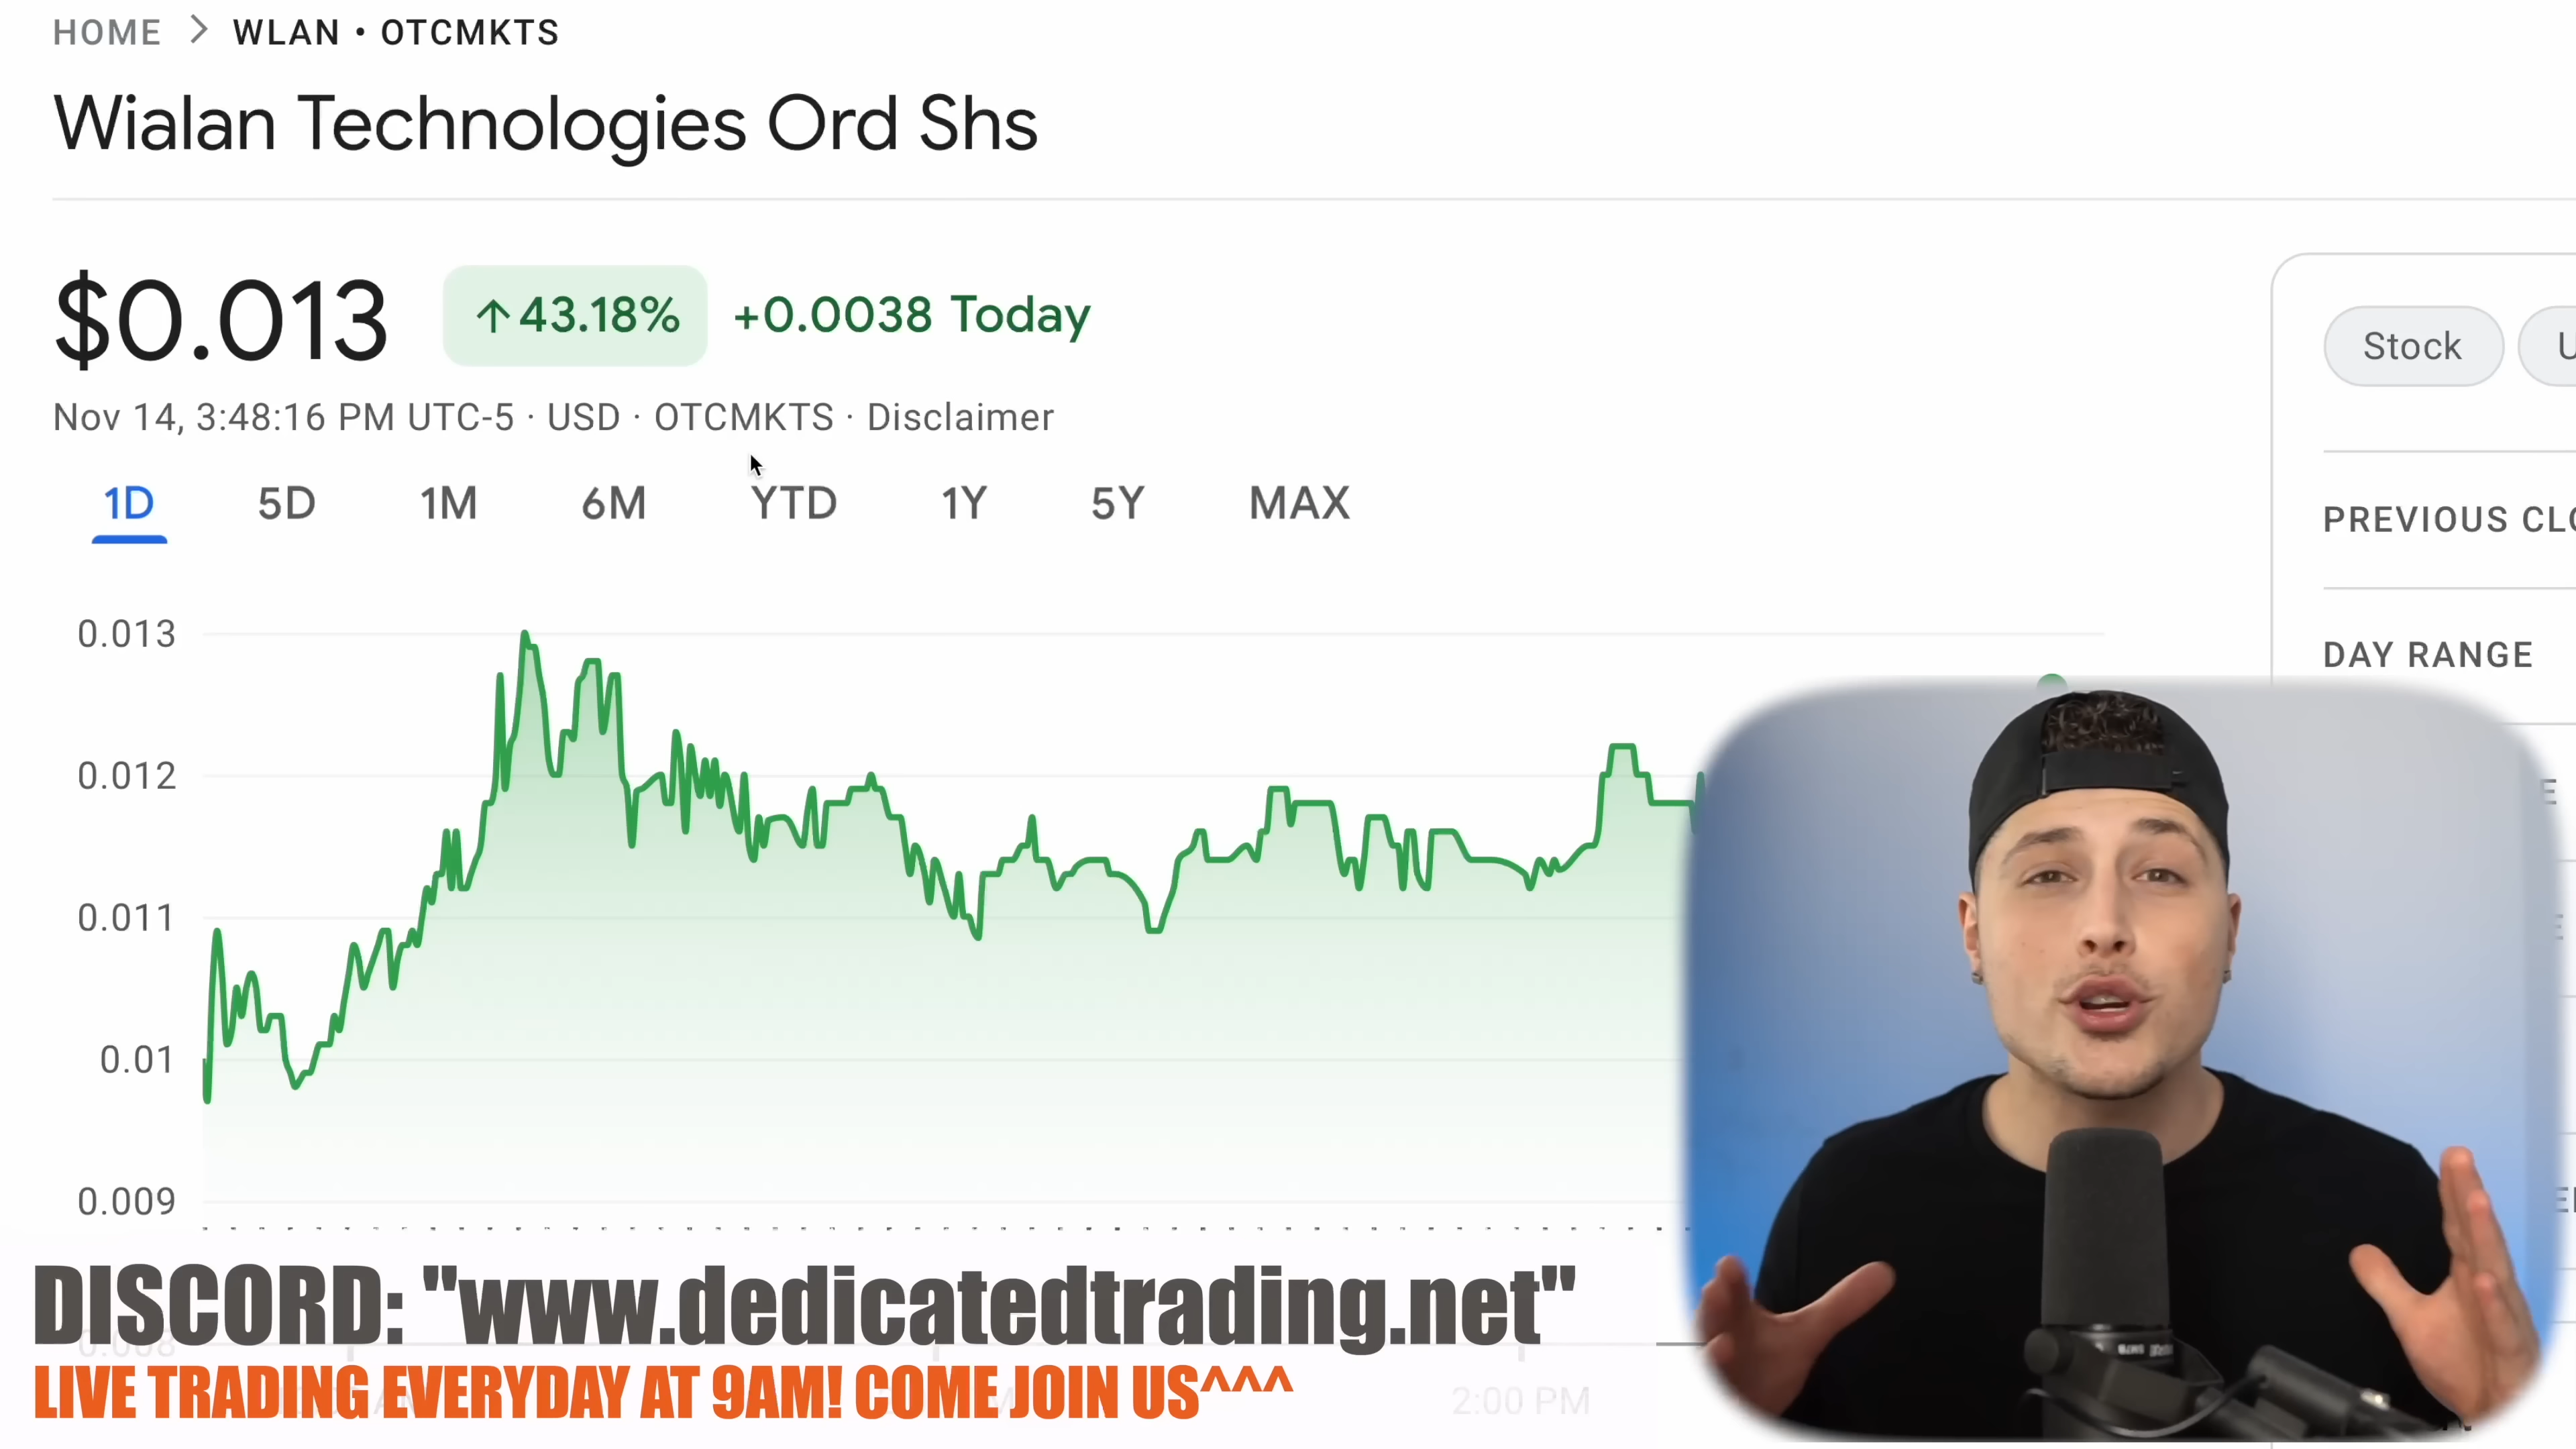 HOME > WLAN • OTCMKTS
Wialan Technologies Ord Shs
$0.013 ↑43.18% +0.0038 Today
Nov 14, 3:48:16 PM UTC-5 · USD · OTCMKTS · Disclaimer
1D 5D 1M 6M YTD 1Y 5Y MAX
Stock
PREVIOUS CLO
DAY RANGE
0.013
0.012
0.011
0.01
0.009
0.008
DISCORD: "www.dedicatedtrading.net"
LIVE TRADING EVERYDAY AT 9AM! COME JOIN US^^^
2:00 PM